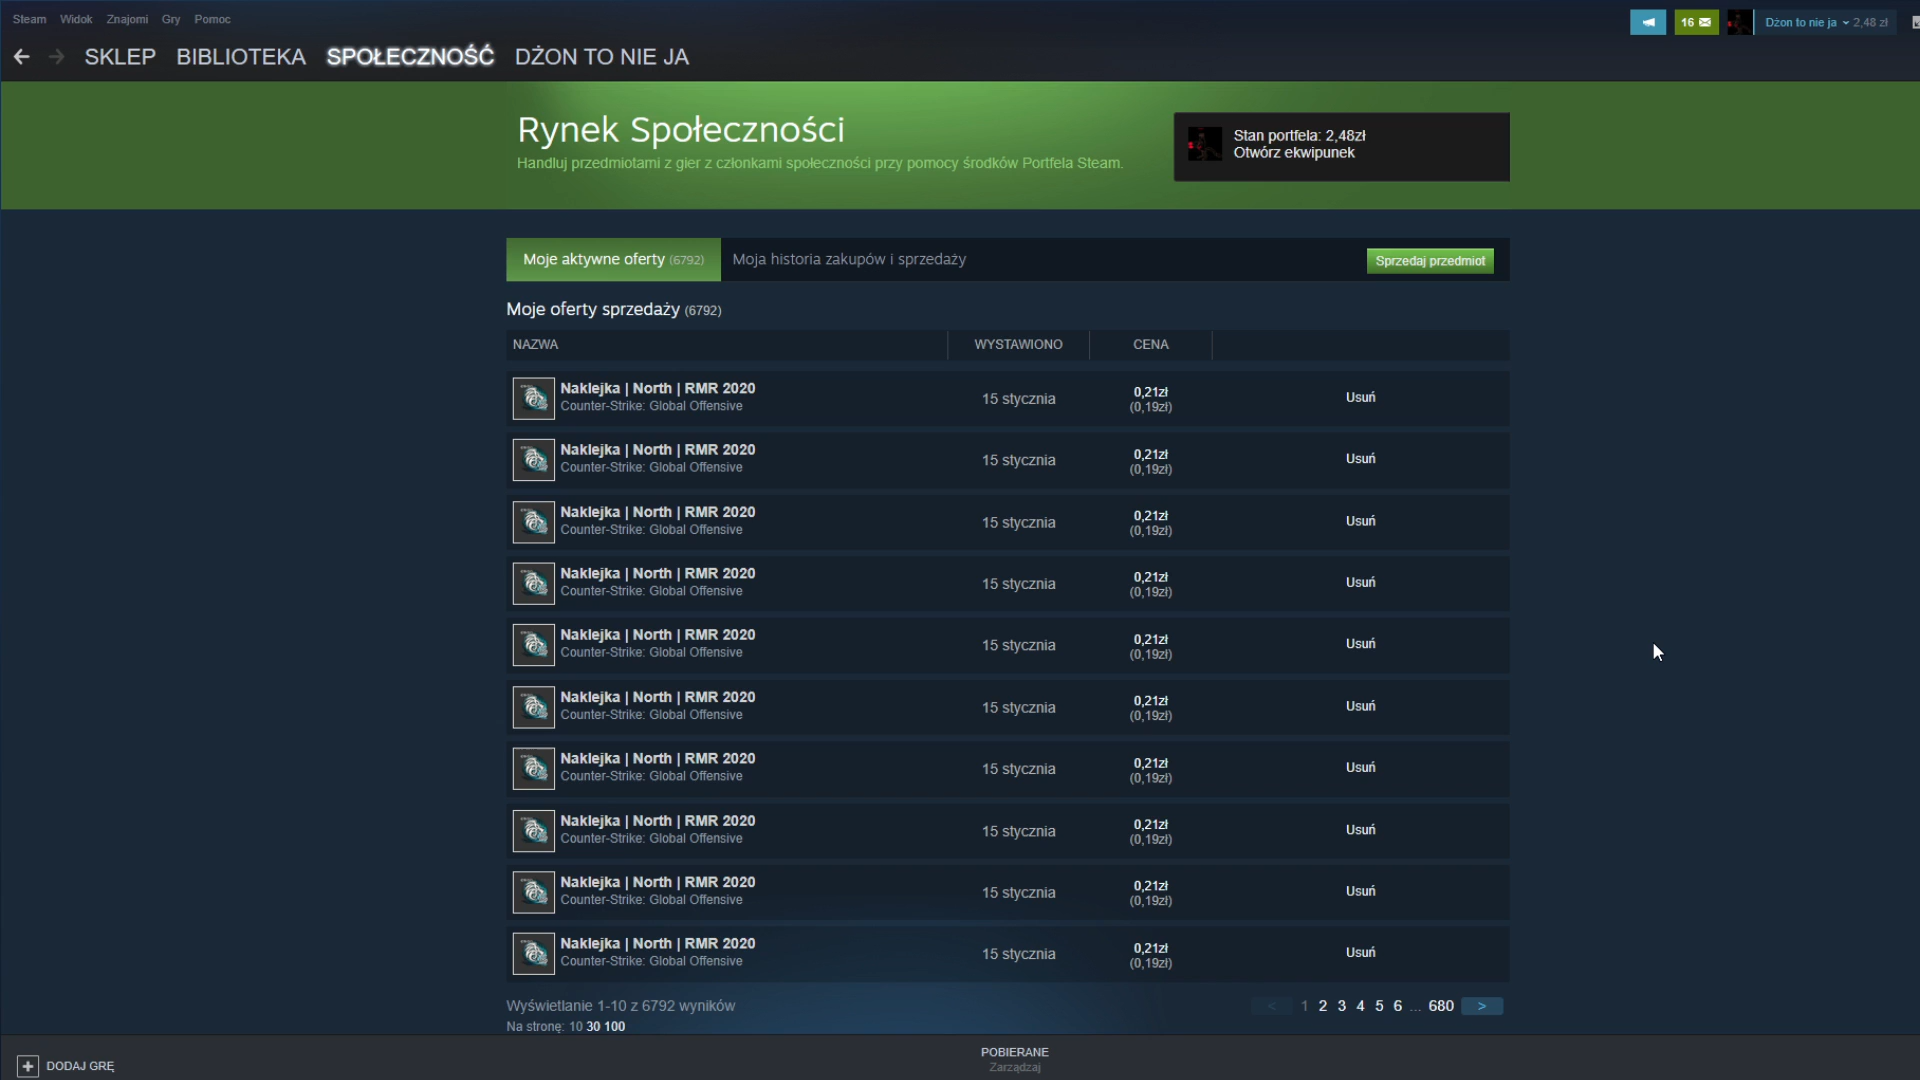 Steam Widok Znajomi Gry Pomoc
16 Dżon to nie ja 2,48 zł
SKLEP BIBLIOTEKA SPOŁECZNOŚĆ DŻON TO NIE JA
Rynek Społeczności
Handluj przedmiotami z gier z członkami społeczności przy pomocy środków Portfela Steam.
Stan portfela: 2,48zł
Otwórz ekwipunek
Moje aktywne oferty (6792) Moja historia zakupów i sprzedaży Sprzedaj przedmiot
Moje oferty sprzedaży (6792)
NAZWA WYSTAWIONO CENA
Naklejka | North | RMR 2020
Counter-Strike: Global Offensive
15 stycznia
0,21zł
(0,19zł)
Usuń
Naklejka | North | RMR 2020
Counter-Strike: Global Offensive
15 stycznia
0,21zł
(0,19zł)
Usuń
Naklejka | North | RMR 2020
Counter-Strike: Global Offensive
15 stycznia
0,21zł
(0,19zł)
Usuń
Naklejka | North | RMR 2020
Counter-Strike: Global Offensive
15 stycznia
0,21zł
(0,19zł)
Usuń
Naklejka | North | RMR 2020
Counter-Strike: Global Offensive
15 stycznia
0,21zł
(0,19zł)
Usuń
Naklejka | North | RMR 2020
Counter-Strike: Global Offensive
15 stycznia
0,21zł
(0,19zł)
Usuń
Naklejka | North | RMR 2020
Counter-Strike: Global Offensive
15 stycznia
0,21zł
(0,19zł)
Usuń
Naklejka | North | RMR 2020
Counter-Strike: Global Offensive
15 stycznia
0,21zł
(0,19zł)
Usuń
Naklejka | North | RMR 2020
Counter-Strike: Global Offensive
15 stycznia
0,21zł
(0,19zł)
Usuń
Naklejka | North | RMR 2020
Counter-Strike: Global Offensive
15 stycznia
0,21zł
(0,19zł)
Usuń
Wyświetlanie 1-10 z 6792 wyników
< 1 2 3 4 5 6 ... 680 >
Na stronę: 10 30 100
+ DODAJ GRĘ
POBIERANE
Zarządzaj